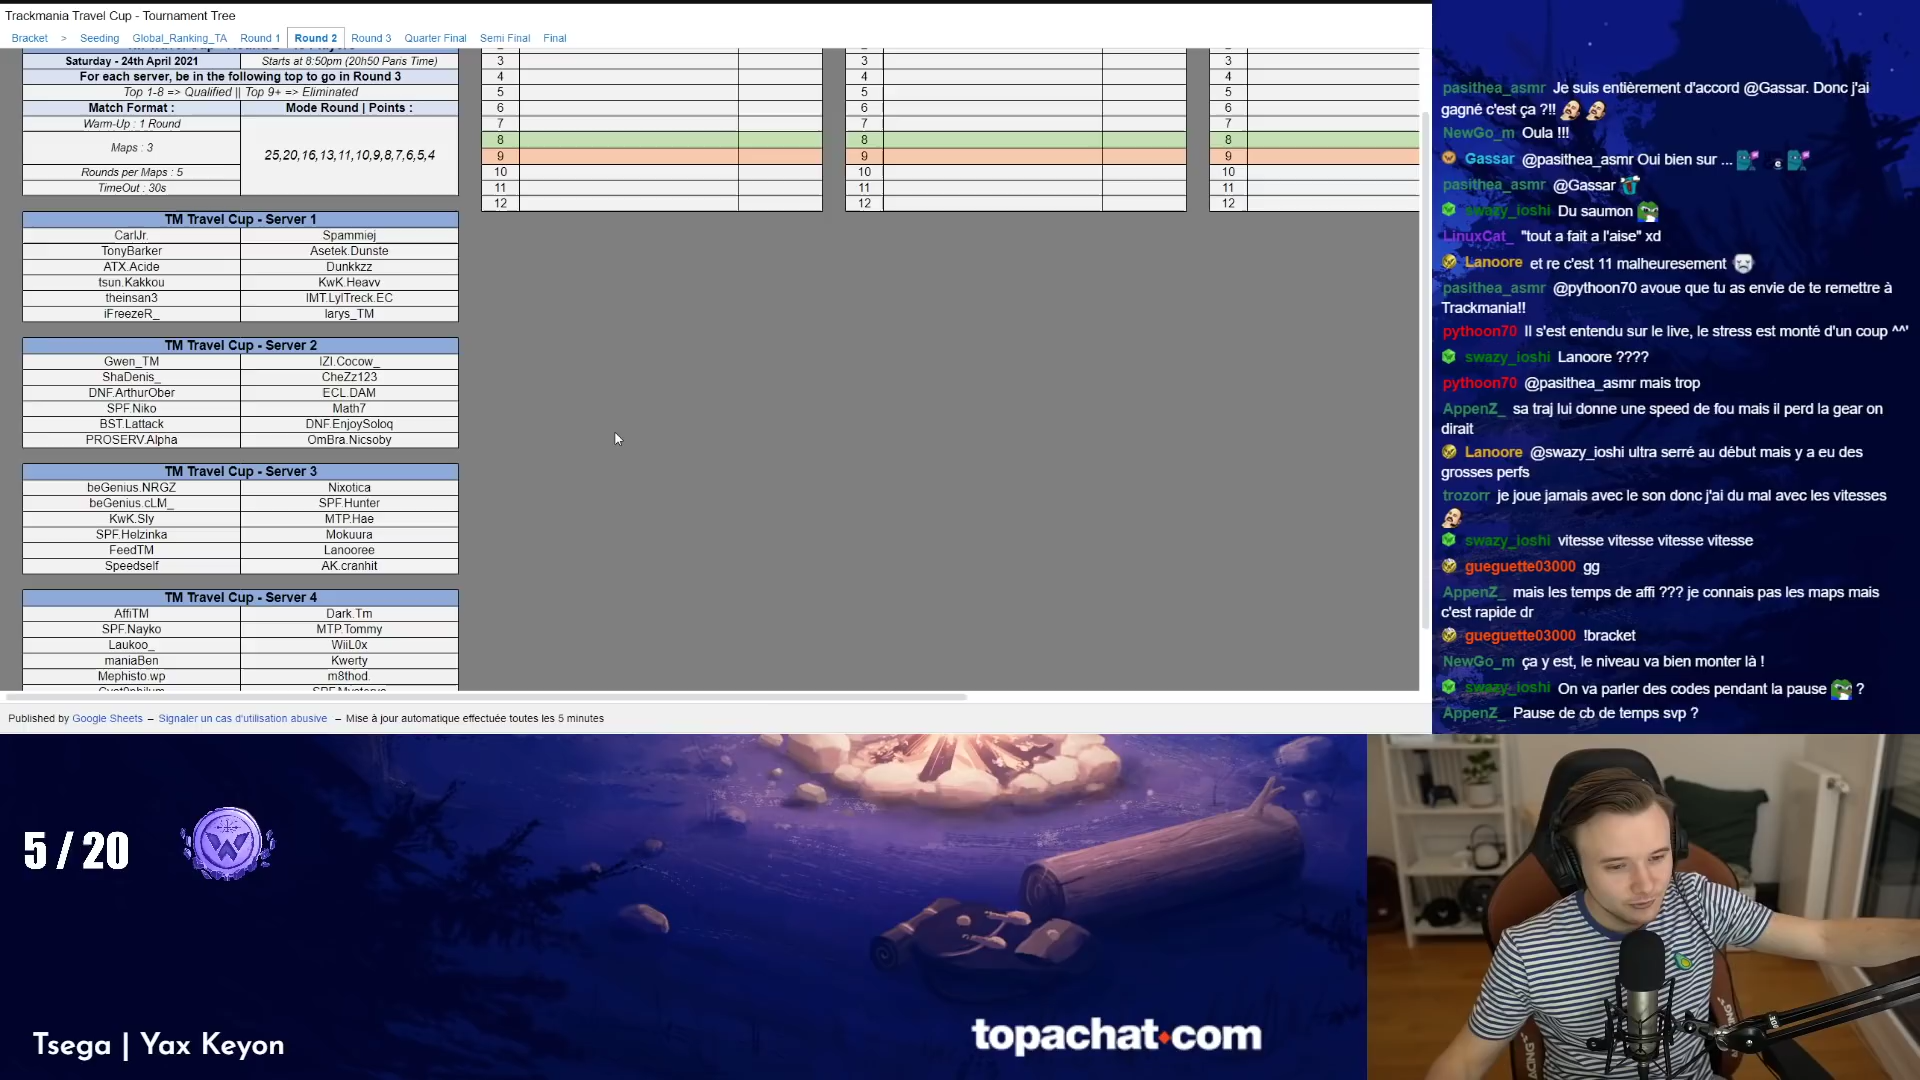 Trackmania Travel Cup - Tournament Tree
Bracket > Seeding Global_Ranking_TA Round 1 Round 2 Round 3 Quarter Final Semi Final Final
Saturday - 24th April 2021 Starts at 8:50pm (20h50 Paris Time)
For each server, be in the following top to go in Round 3
Top 1-8 => Qualified || Top 9+ => Eliminated
Match Format : Mode Round | Points :
Warm-Up : 1 Round
Maps : 3
25,20,16,13,11,10,9,8,7,6,5,4
Rounds per Maps : 5
TimeOut : 30s
3 3 3
4 4 4
5 5 5
6 6 6
7 7 7
8 8 8
9 9 9
10 10 10
11 11 11
12 12 12
TM Travel Cup - Server 1
CarlJr. Spammiej
TonyBarker Asetek.Dunste
ATX.Acide Dunkkzz
tsun.Kakkou KwK.Heavv
theinsan3 IMT.LylTreck.EC
iFreezeR_ larys_TM
TM Travel Cup - Server 2
Gwen_TM IZI.Cocow_
ShaDenis_ CheZz123
DNF.ArthurOber ECL.DAM
SPF.Niko Math7
BST.Lattack DNF.EnjoySoloq
PROSERV.Alpha OmBra.Nicsoby
TM Travel Cup - Server 3
beGenius.NRGZ Nixotica
beGenius.cLM_ SPF.Hunter
KwK.Sly MTP.Hae
SPF.Helzinka Mokuura
FeedTM Lanooree
Speedself AK.cranhit
TM Travel Cup - Server 4
AffiTM Dark.Tm
SPF.Nayko MTP.Tommy
Laukoo_ WiiL0x
maniaBen Kwerty
Mephisto.wp m8thod.
Published by Google Sheets – Signaler un cas d'utilisation abusive – Mise à jour automatique effectuée toutes les 5 minutes
pasithea_asmr Je suis entièrement d'accord @Gassar. Donc j'ai
gagné c'est ça ?!!
NewGo_m Oula !!!
Gassar @pasithea_asmr Oui bien sur ...
pasithea_asmr @Gassar
swazy_ioshi Du saumon
LinuxCat_ "tout a fait a l'aise" xd
Lanoore et re c'est 11 malheuresement
pasithea_asmr @pythoon70 avoue que tu as envie de te remettre à
Trackmania!!
pythoon70 Il s'est entendu sur le live, le stress est monté d'un coup ^^'
swazy_ioshi Lanoore ????
pythoon70 @pasithea_asmr mais trop
AppenZ_ sa traj lui donne une speed de fou mais il perd la gear on
dirait
Lanoore @swazy_ioshi ultra serré au début mais y a eu des
grosses perfs
trozorr je joue jamais avec le son donc j'ai du mal avec les vitesses
swazy_ioshi vitesse vitesse vitesse vitesse
gueguette03000 gg
AppenZ_ mais les temps de affi ??? je connais pas les maps mais
c'est rapide dr
gueguette03000 !bracket
NewGo_m ça y est, le niveau va bien monter là !
swazy_ioshi On va parler des codes pendant la pause ?
AppenZ_ Pause de cb de temps svp ?
5 / 20
W
Tsega | Yax Keyon
topachat.com